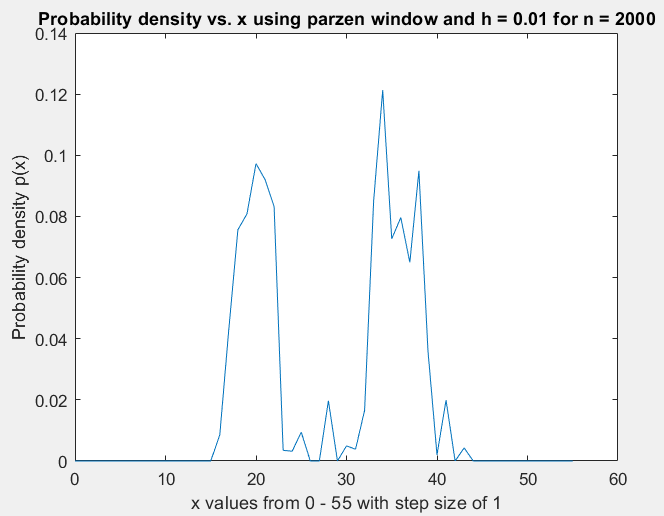 Probability density vs. x using parzen window and h = 0.01 for n = 2000
0.14
0.12
0.1
0.08
0.06
0.04
0.02
0
Probability density p(x)
0 10 20 30 40 50 60
x values from 0 - 55 with step size of 1